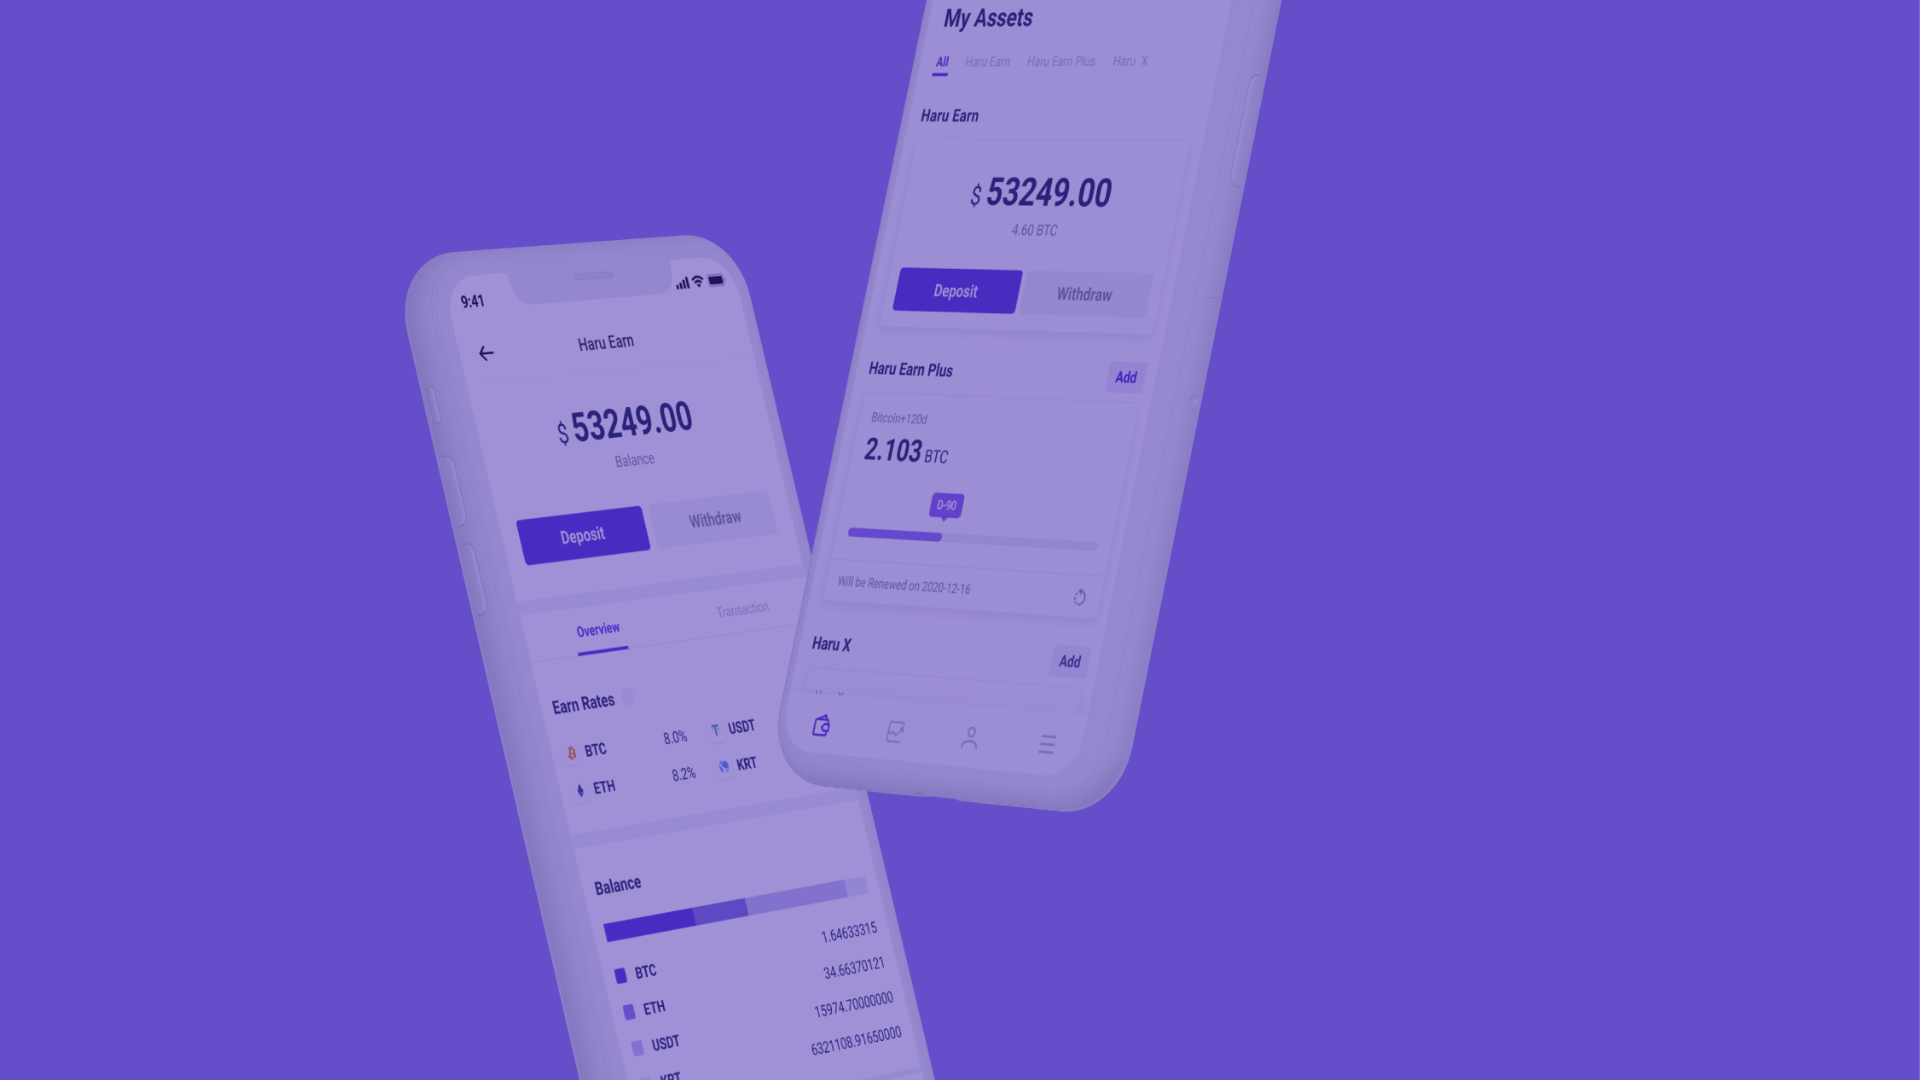 9:41
Haru Earn
$ 53249.00
Balance
Deposit Withdraw
Overview Transaction
Earn Rates
BTC 8.0% USDT
ETH 8.2% KRT
Balance
1.64633315
BTC
34.66370121
ETH
15974.70000000
USDT
6321108.91650000
KRT
My Assets
All Haru Earn Haru Earn Plus Haru X
Haru Earn
$ 53249.00
4.60 BTC
Deposit Withdraw
Haru Earn Plus Add
Bitcoin+120d
2.103 BTC
D-90
Will be Renewed on 2020-12-16
Haru X Add